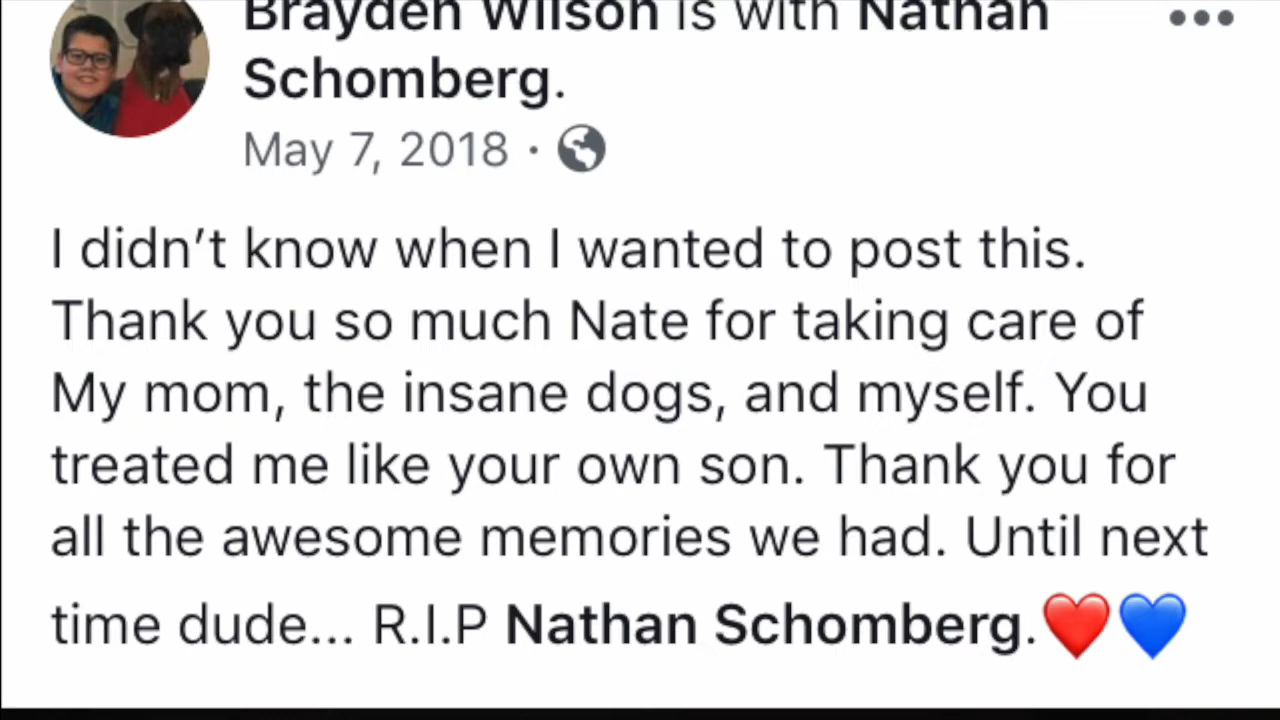 Brayden Wilson is with Nathan
Schomberg.
May 7, 2018 ·
I didn’t know when I wanted to post this.
Thank you so much Nate for taking care of
My mom, the insane dogs, and myself. You
treated me like your own son. Thank you for
all the awesome memories we had. Until next
time dude... R.I.P Nathan Schomberg.❤️💙